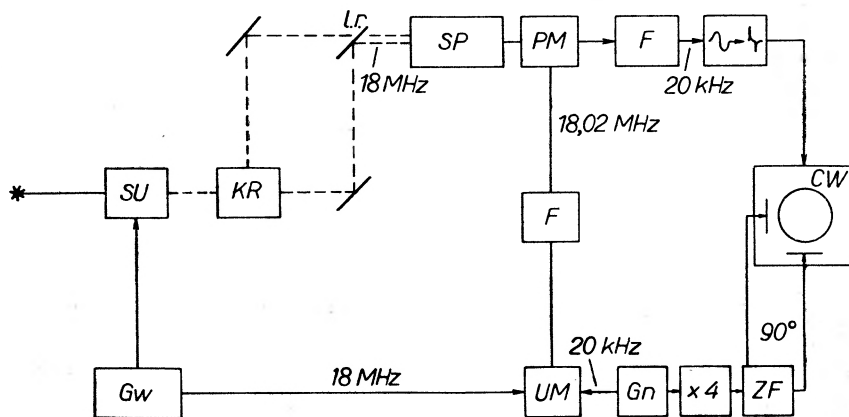 l.r.
SP
PM
F
18 MHz
20 kHz
18,02 MHz
CW
SU
KR
F
90°
20 kHz
Gw
18 MHz
UM
Gn
x4
ZF